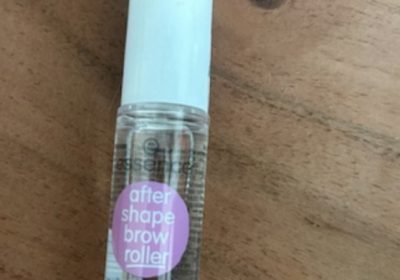 essence
after
shape
brow
roller